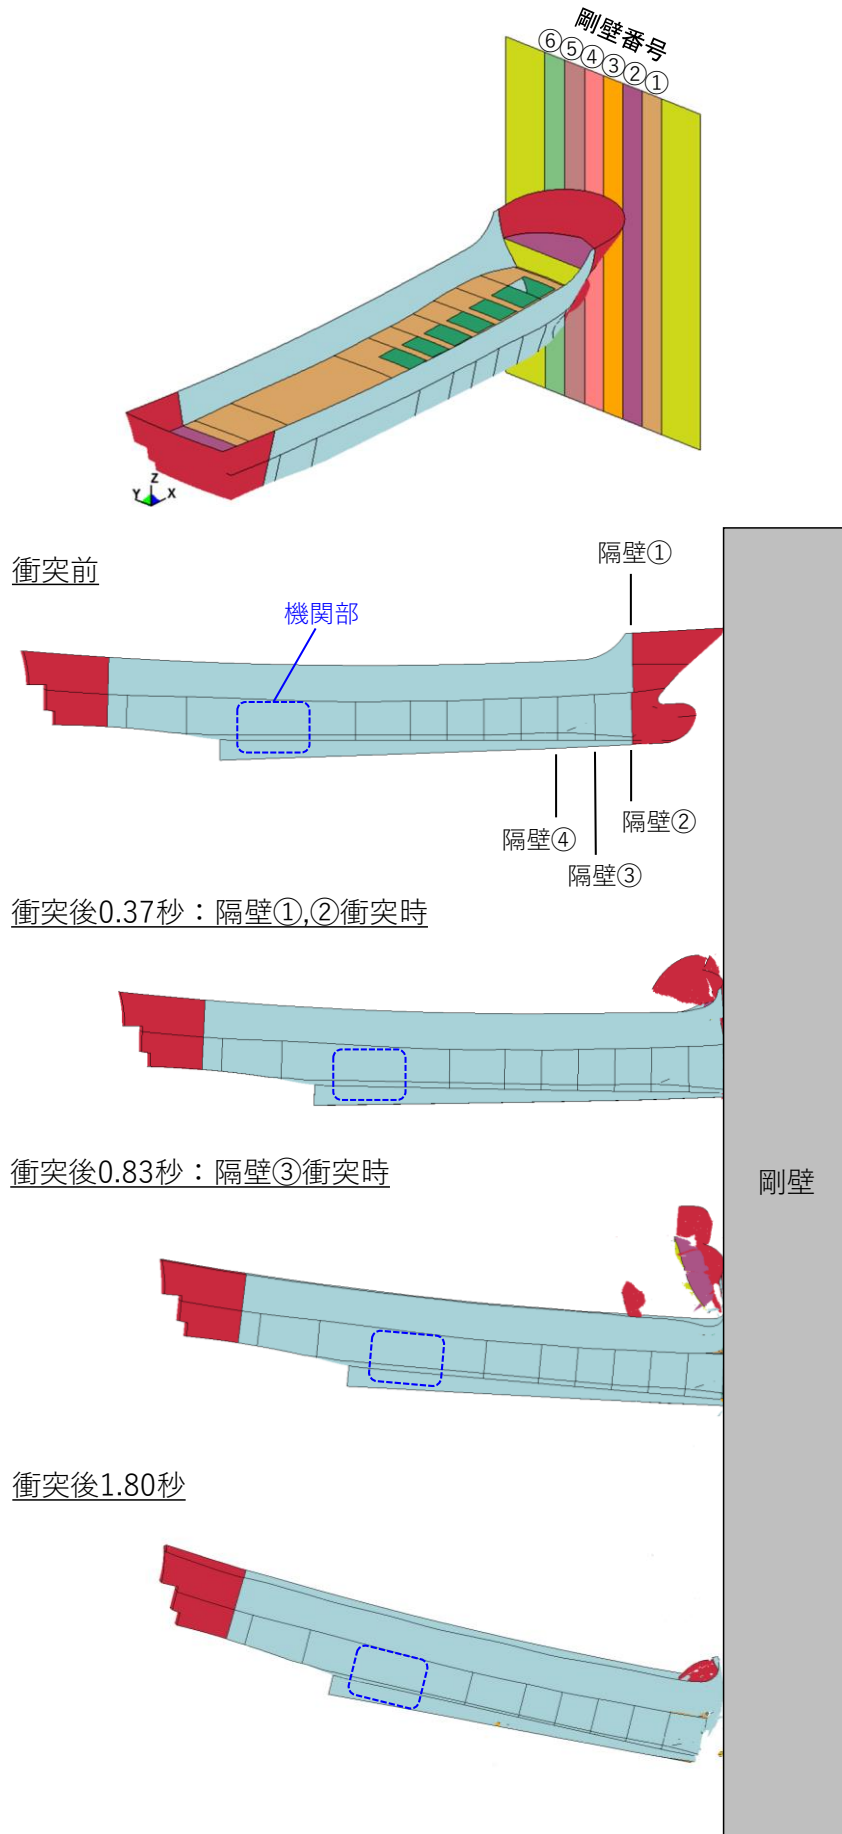 剛壁番号
⑥⑤④③②①
Z
Y X
衝突前
隔壁①
機関部
隔壁②
隔壁④
隔壁③
衝突後0.37秒：隔壁①,②衝突時
衝突後0.83秒：隔壁③衝突時
剛壁
衝突後1.80秒